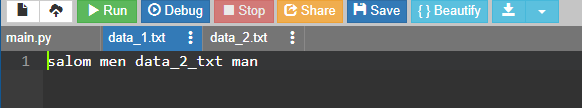 Run Debug Stop Share Save { } Beautify
main.py data_1.txt data_2.txt
1 salom men data_2_txt man